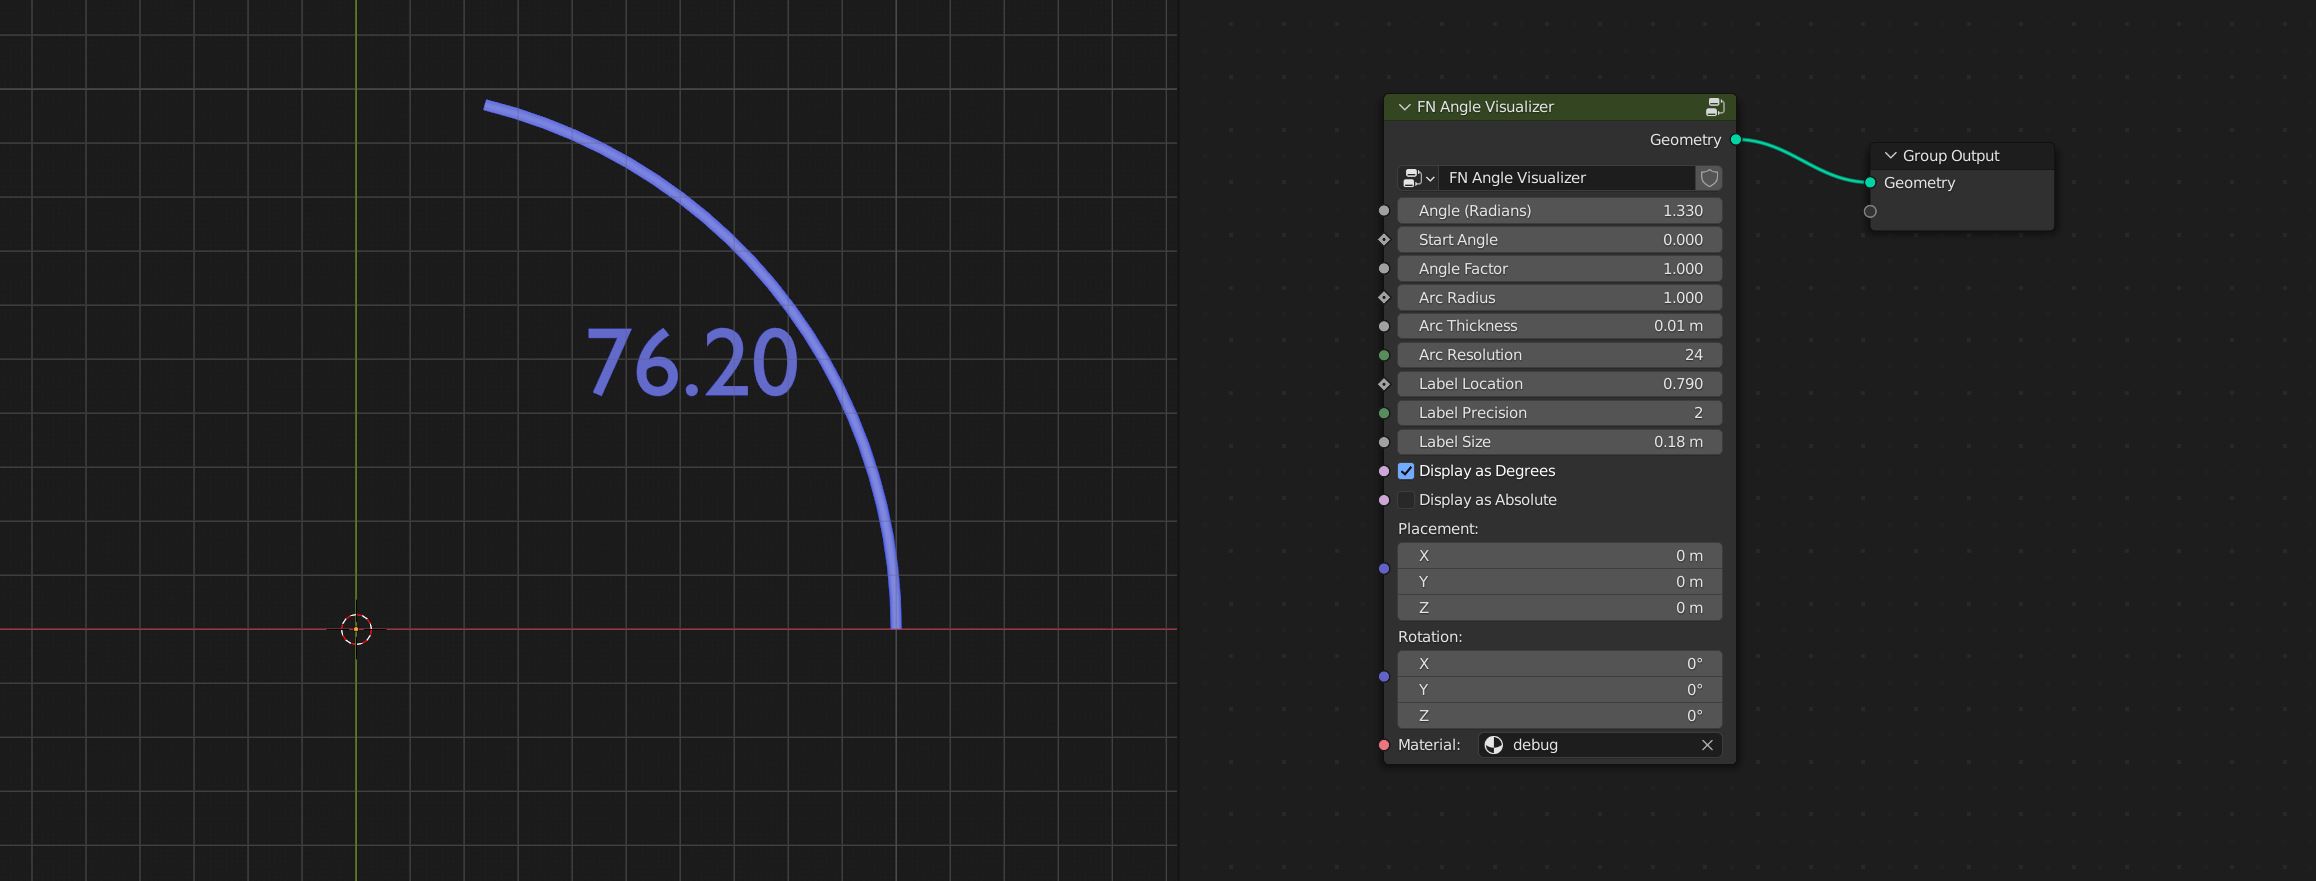 76.20
FN Angle Visualizer
Geometry
FN Angle Visualizer
Angle (Radians) 1.330
Start Angle 0.000
Angle Factor 1.000
Arc Radius 1.000
Arc Thickness 0.01 m
Arc Resolution 24
Label Location 0.790
Label Precision 2
Label Size 0.18 m
Display as Degrees
Display as Absolute
Placement:
X 0 m
Y 0 m
Z 0 m
Rotation:
X 0°
Y 0°
Z 0°
Material: debug
Group Output
Geometry